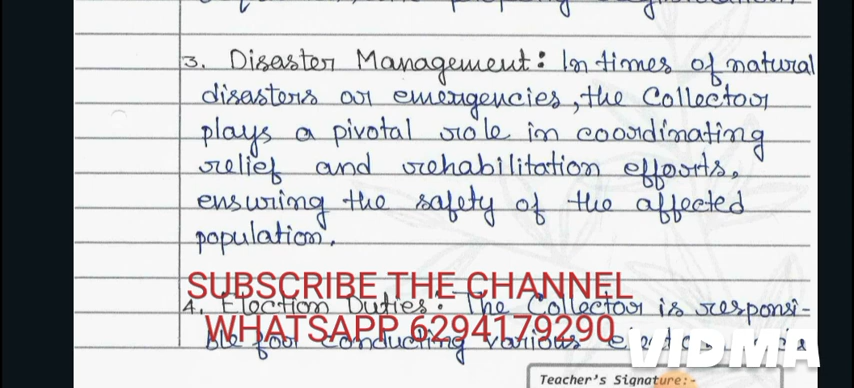 3. Disaster Management: In times of natural
disasters or emergencies, the Collector
plays a pivotal role in coordinating
relief and rehabilitation efforts,
ensuring the safety of the affected
population.
SUBSCRIBE THE CHANNEL
4. Election Duties: The Collector is responsi-
WHATSAPP 6294179290
ble for conducting various
VIDMA
Teacher's Signature:-